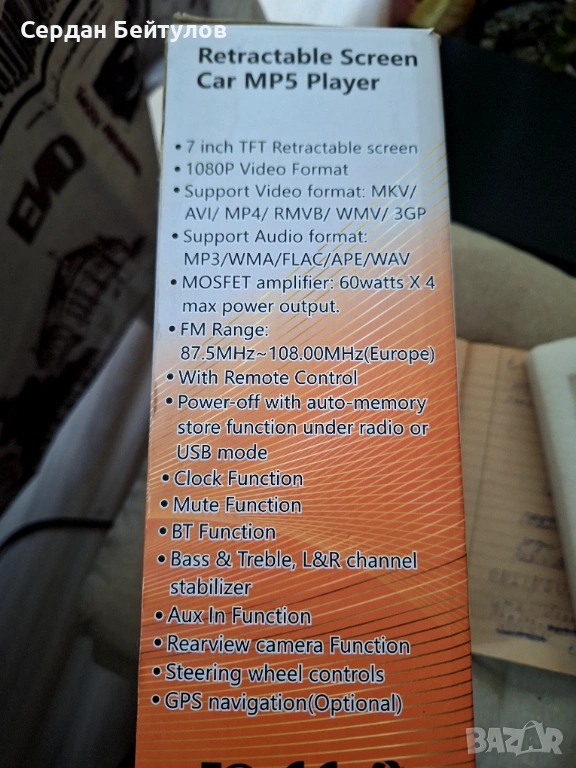 Сердан Бейтулов
Retractable Screen
Car MP5 Player
• 7 inch TFT Retractable screen
• 1080P Video Format
• Support Video format: MKV/
AVI/ MP4/ RMVB/ WMV/ 3GP
• Support Audio format:
MP3/WMA/FLAC/APE/WAV
• MOSFET amplifier: 60watts X 4
max power output.
• FM Range:
87.5MHz~108.00MHz(Europe)
• With Remote Control
• Power-off with auto-memory
store function under radio or
USB mode
• Clock Function
• Mute Function
• BT Function
• Bass & Treble, L&R channel
stabilizer
• Aux In Function
• Rearview camera Function
• Steering wheel controls
• GPS navigation(Optional)
BAZAR